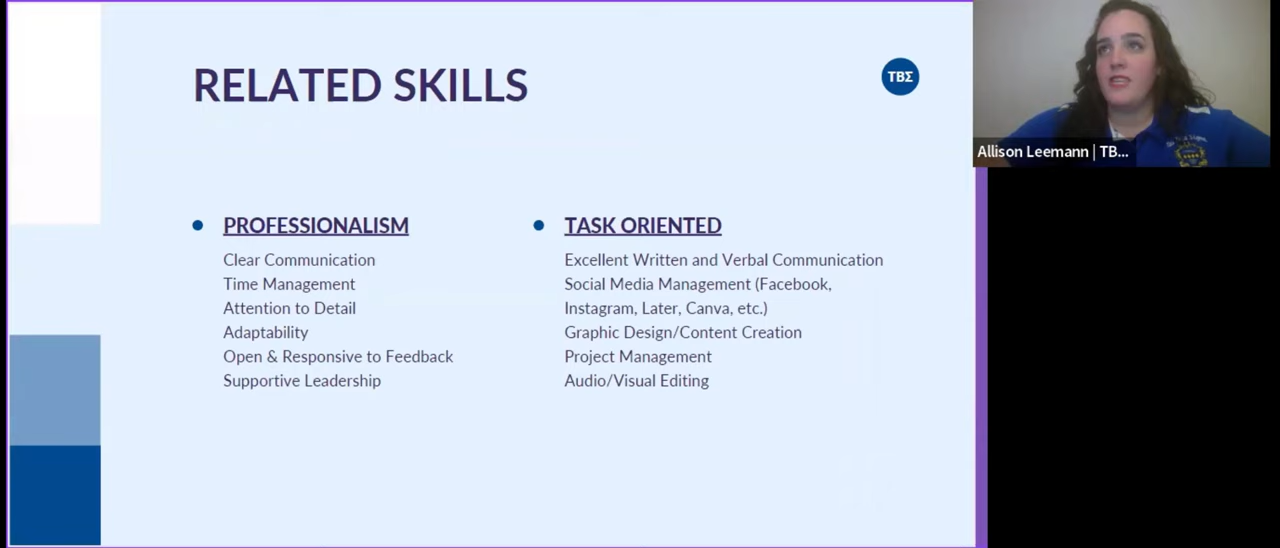 RELATED SKILLS
TBΣ
PROFESSIONALISM
Clear Communication
Time Management
Attention to Detail
Adaptability
Open & Responsive to Feedback
Supportive Leadership
TASK ORIENTED
Excellent Written and Verbal Communication
Social Media Management (Facebook,
Instagram, Later, Canva, etc.)
Graphic Design/Content Creation
Project Management
Audio/Visual Editing
Allison Leemann | TB...